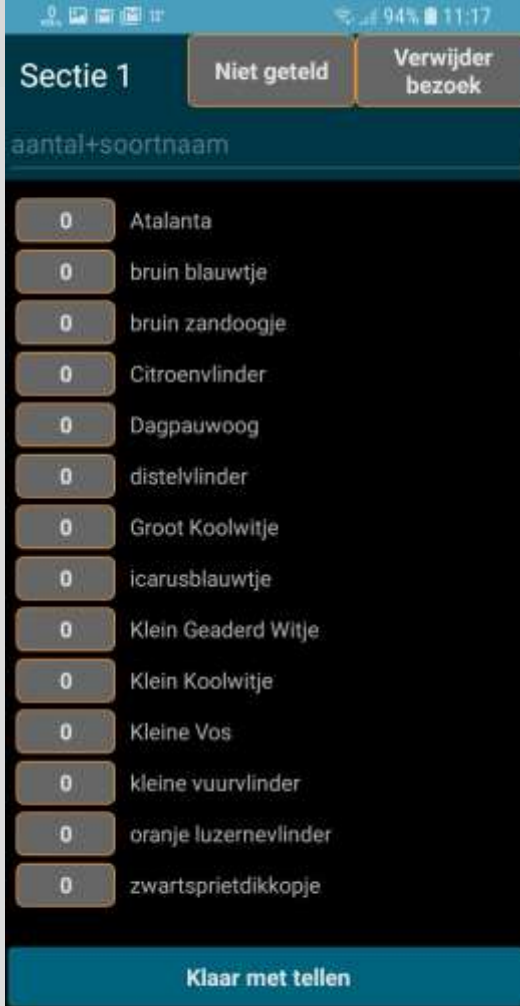 94% 11:17
Sectie 1
Niet geteld
Verwijder
bezoek
aantal+soortnaam
0 Atalanta
0 bruin blauwtje
0 bruin zandoogje
0 Citroenvlinder
0 Dagpauwoog
0 distelvlinder
0 Groot Koolwitje
0 icarusblauwtje
0 Klein Geaderd Witje
0 Klein Koolwitje
0 Kleine Vos
0 kleine vuurvlinder
0 oranje luzernevlinder
0 zwartsprietdikkopje
Klaar met tellen